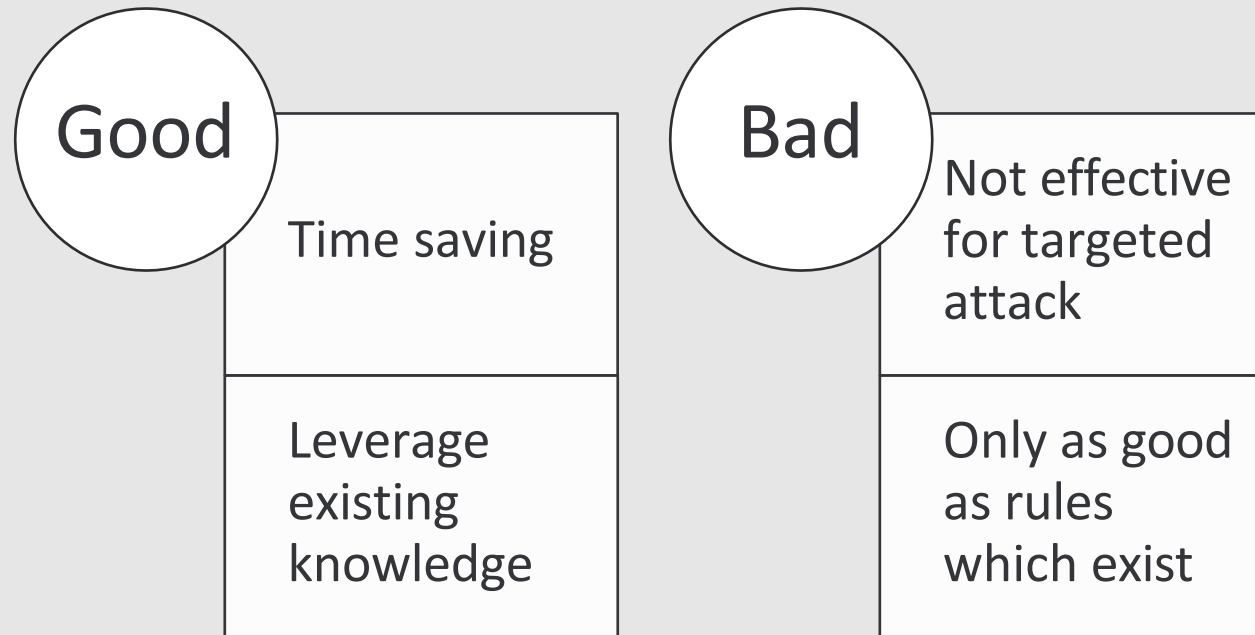 Good
Time saving
Leverage
existing
knowledge
Bad
Not effective
for targeted
attack
Only as good
as rules
which exist